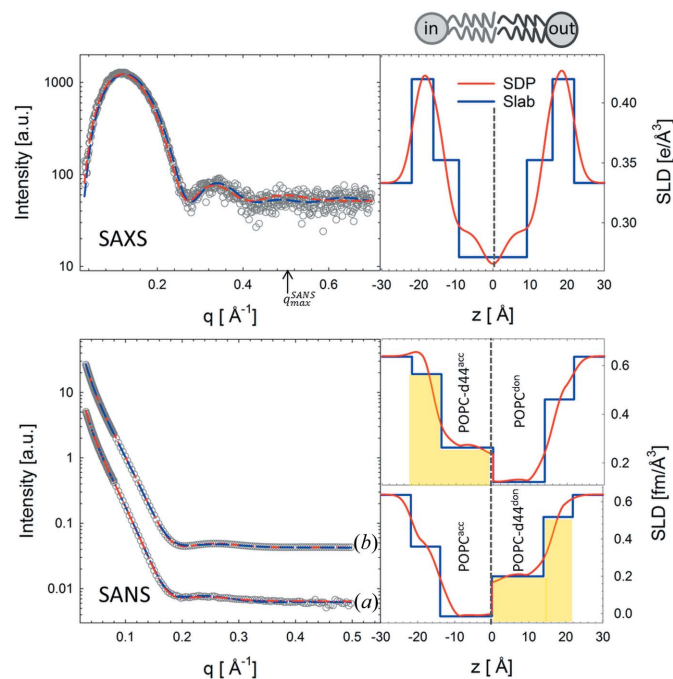 in out
1000
100
10
Intensity [a.u.]
SAXS
0.2 0.4 0.6
q [ Å⁻¹]
q_max^SANS
SDP
Slab
0.40
0.33
0.30
SLD [e/Å³]
-30 -20 -10 0 10 20 30
z [ Å]
10
1
0.1
0.01
Intensity [a.u.]
SANS
(b)
(a)
0.1 0.2 0.3 0.4 0.5
q [ Å⁻¹]
POPC-d44^acc
POPC^don
0.6
0.4
0.2
POPC^acc
POPC-d44^don
0.6
0.4
0.2
0.0
SLD [fm/Å³]
-30 -20 -10 0 10 20 30
z [ Å]